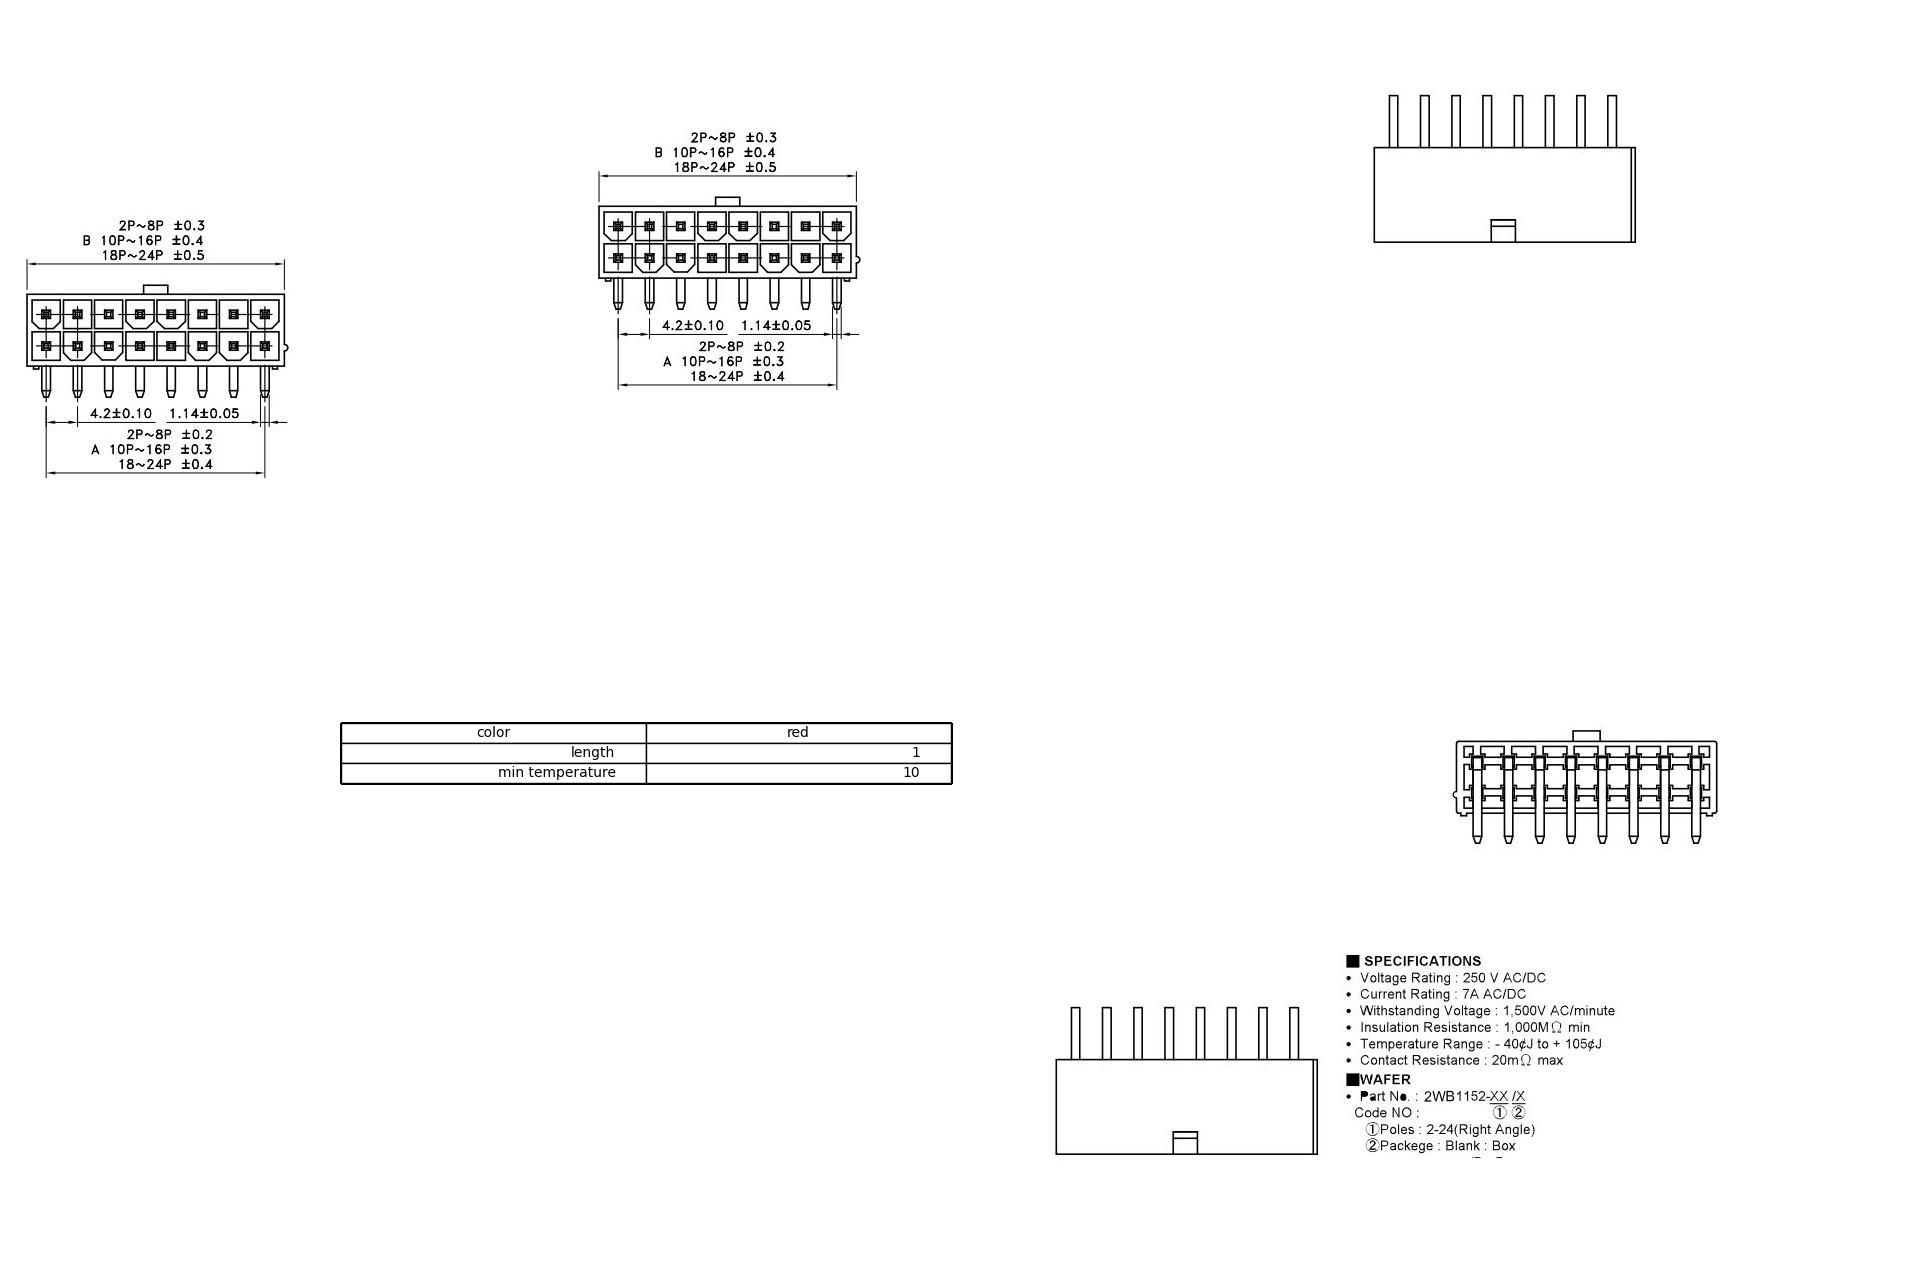 2P~8P ±0.3
B 10P~16P ±0.4
18P~24P ±0.5
4.2±0.10 1.14±0.05
2P~8P ±0.2
A 10P~16P ±0.3
18~24P ±0.4
2P~8P ±0.3
B 10P~16P ±0.4
18P~24P ±0.5
4.2±0.10 1.14±0.05
2P~8P ±0.2
A 10P~16P ±0.3
18~24P ±0.4
color red
length 1
min temperature 10
■ SPECIFICATIONS
• Voltage Rating : 250 V AC/DC
• Current Rating : 7A AC/DC
• Withstanding Voltage : 1,500V AC/minute
• Insulation Resistance : 1,000MΩ min
• Temperature Range : - 40¢J to + 105¢J
• Contact Resistance : 20mΩ max
■WAFER
• Part No. : 2WB1152-XX /X
Code NO : ① ②
①Poles : 2-24(Right Angle)
②Packege : Blank : Box